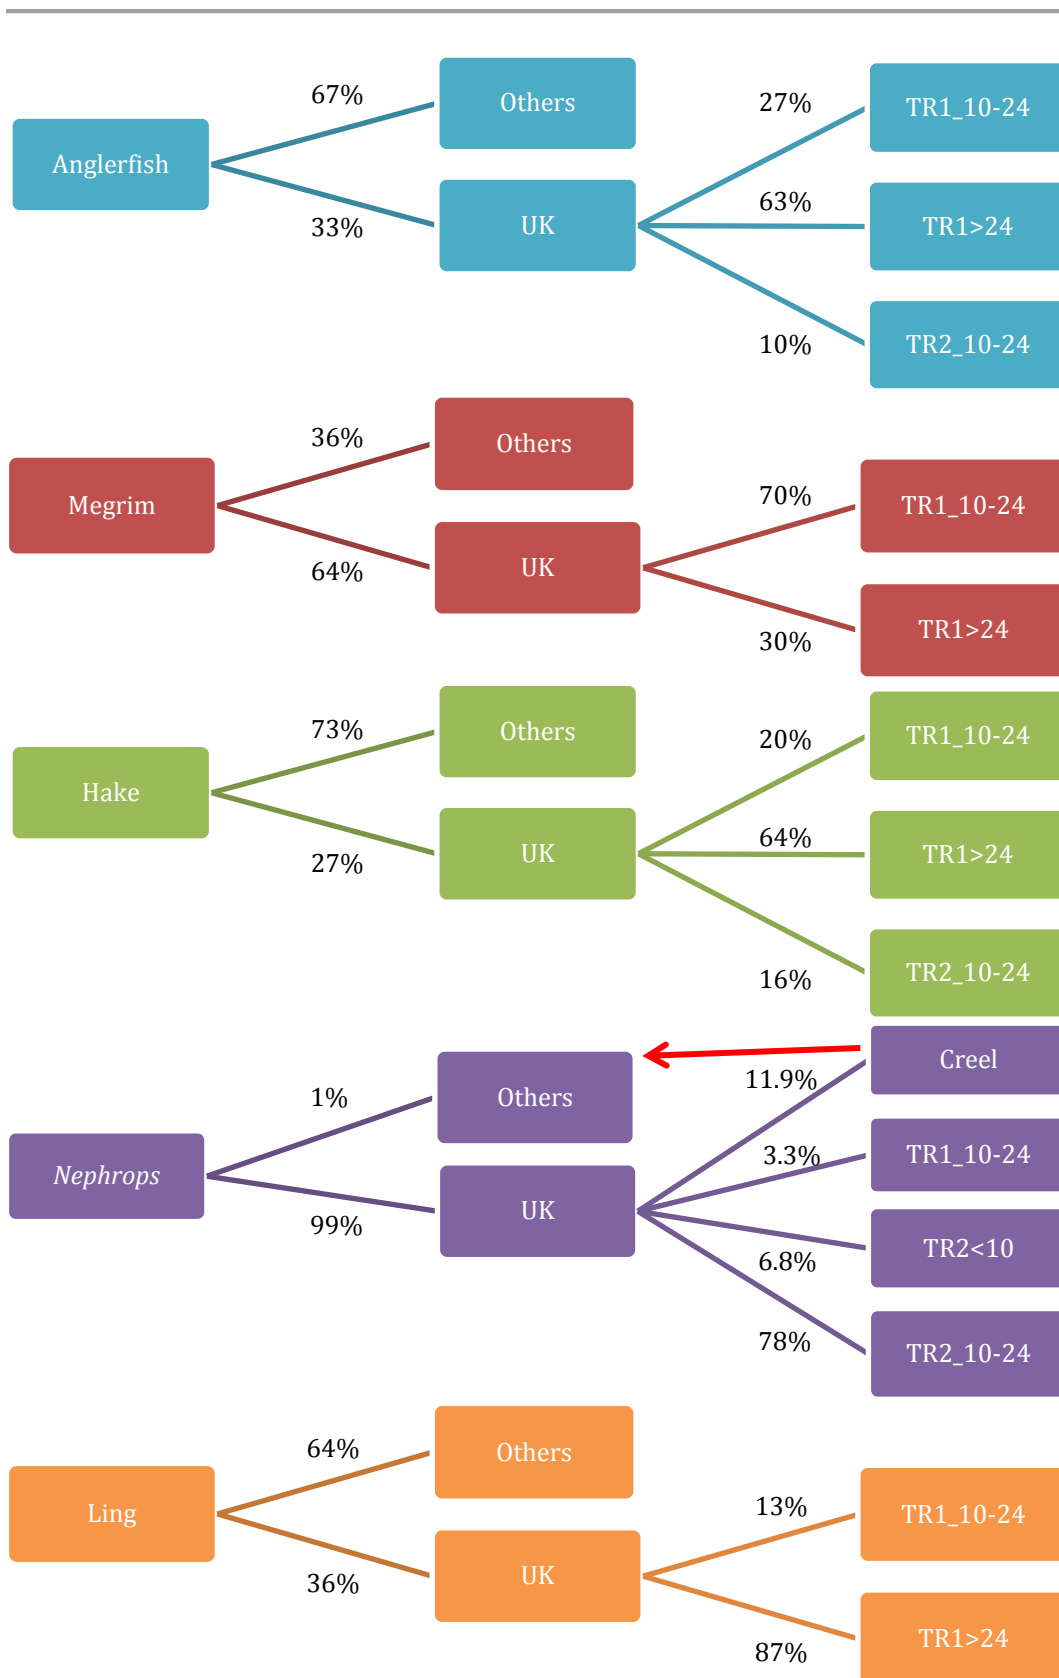 Anglerfish
67%
33%
Others
UK
27%
63%
10%
TR1_10-24
TR1>24
TR2_10-24
Megrim
36%
64%
Others
UK
70%
30%
TR1_10-24
TR1>24
Hake
73%
27%
Others
UK
20%
64%
16%
TR1_10-24
TR1>24
TR2_10-24
Nephrops
1%
99%
Others
UK
11.9%
3.3%
6.8%
78%
Creel
TR1_10-24
TR2<10
TR2_10-24
Ling
64%
36%
Others
UK
13%
87%
TR1_10-24
TR1>24